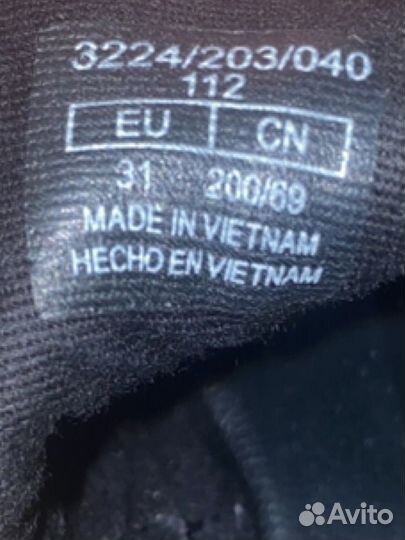 3224/203/040
112
EU CN
31 200/69
MADE IN VIETNAM
HECHO EN VIETNAM
Avito